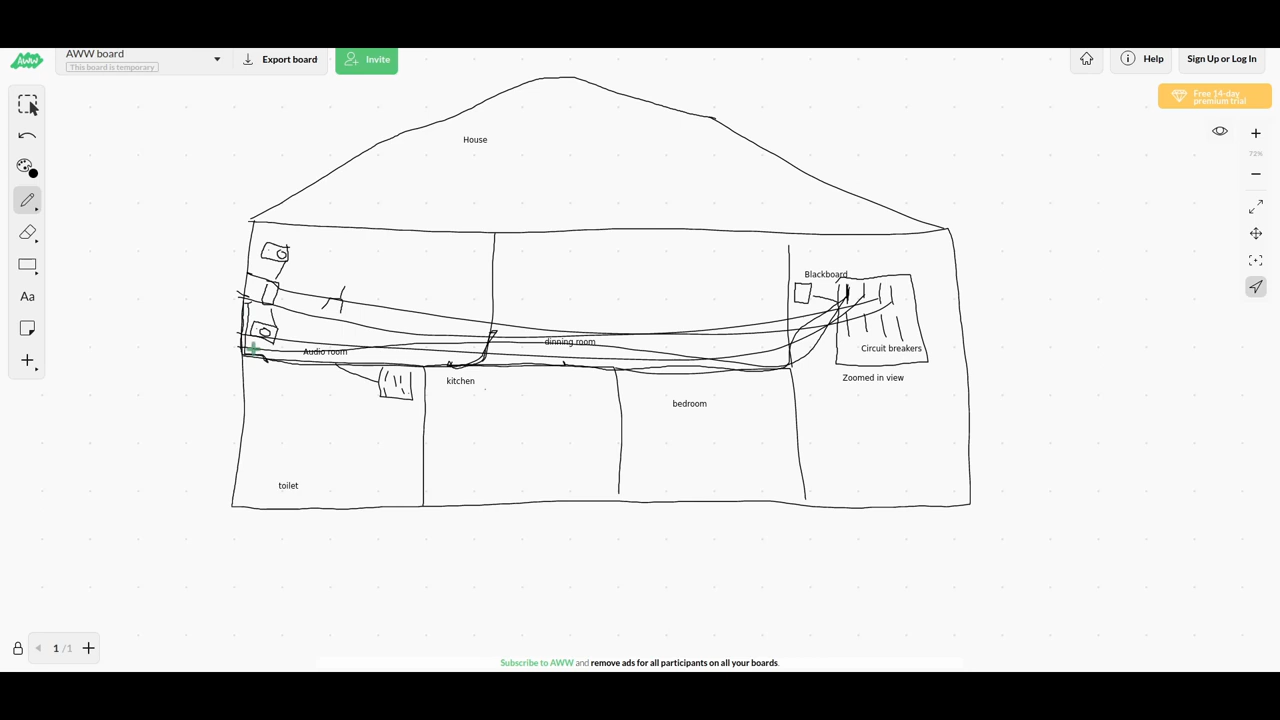 AWW board
This board is temporary
Export board
Invite
Help
Sign Up or Log In
AWW
Free 14-day
premium trial
House
72%
Blackboard
dinning room
Audio room
Circuit breakers
kitchen
Zoomed in view
bedroom
Aa
toilet
1 /1
Subscribe to AWW and remove ads for all participants on all your boards.